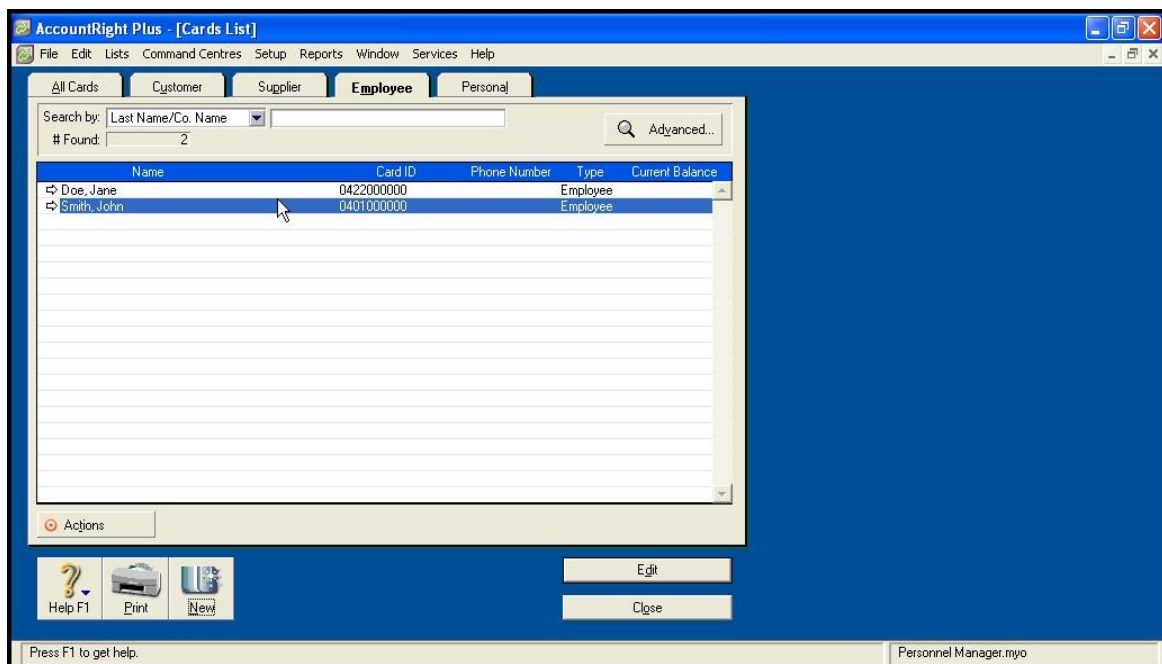 AccountRight Plus - [Cards List]
File Edit Lists Command Centres Setup Reports Window Services Help
All Cards Customer Supplier Employee Personal
Search by: Last Name/Co. Name
Advanced...
# Found: 2
Name Card ID Phone Number Type Current Balance
Doe, Jane 0422000000 Employee
Smith, John 0401000000 Employee
Actions
Edit
Help F1 Print New
Close
Press F1 to get help. Personnel Manager.myo